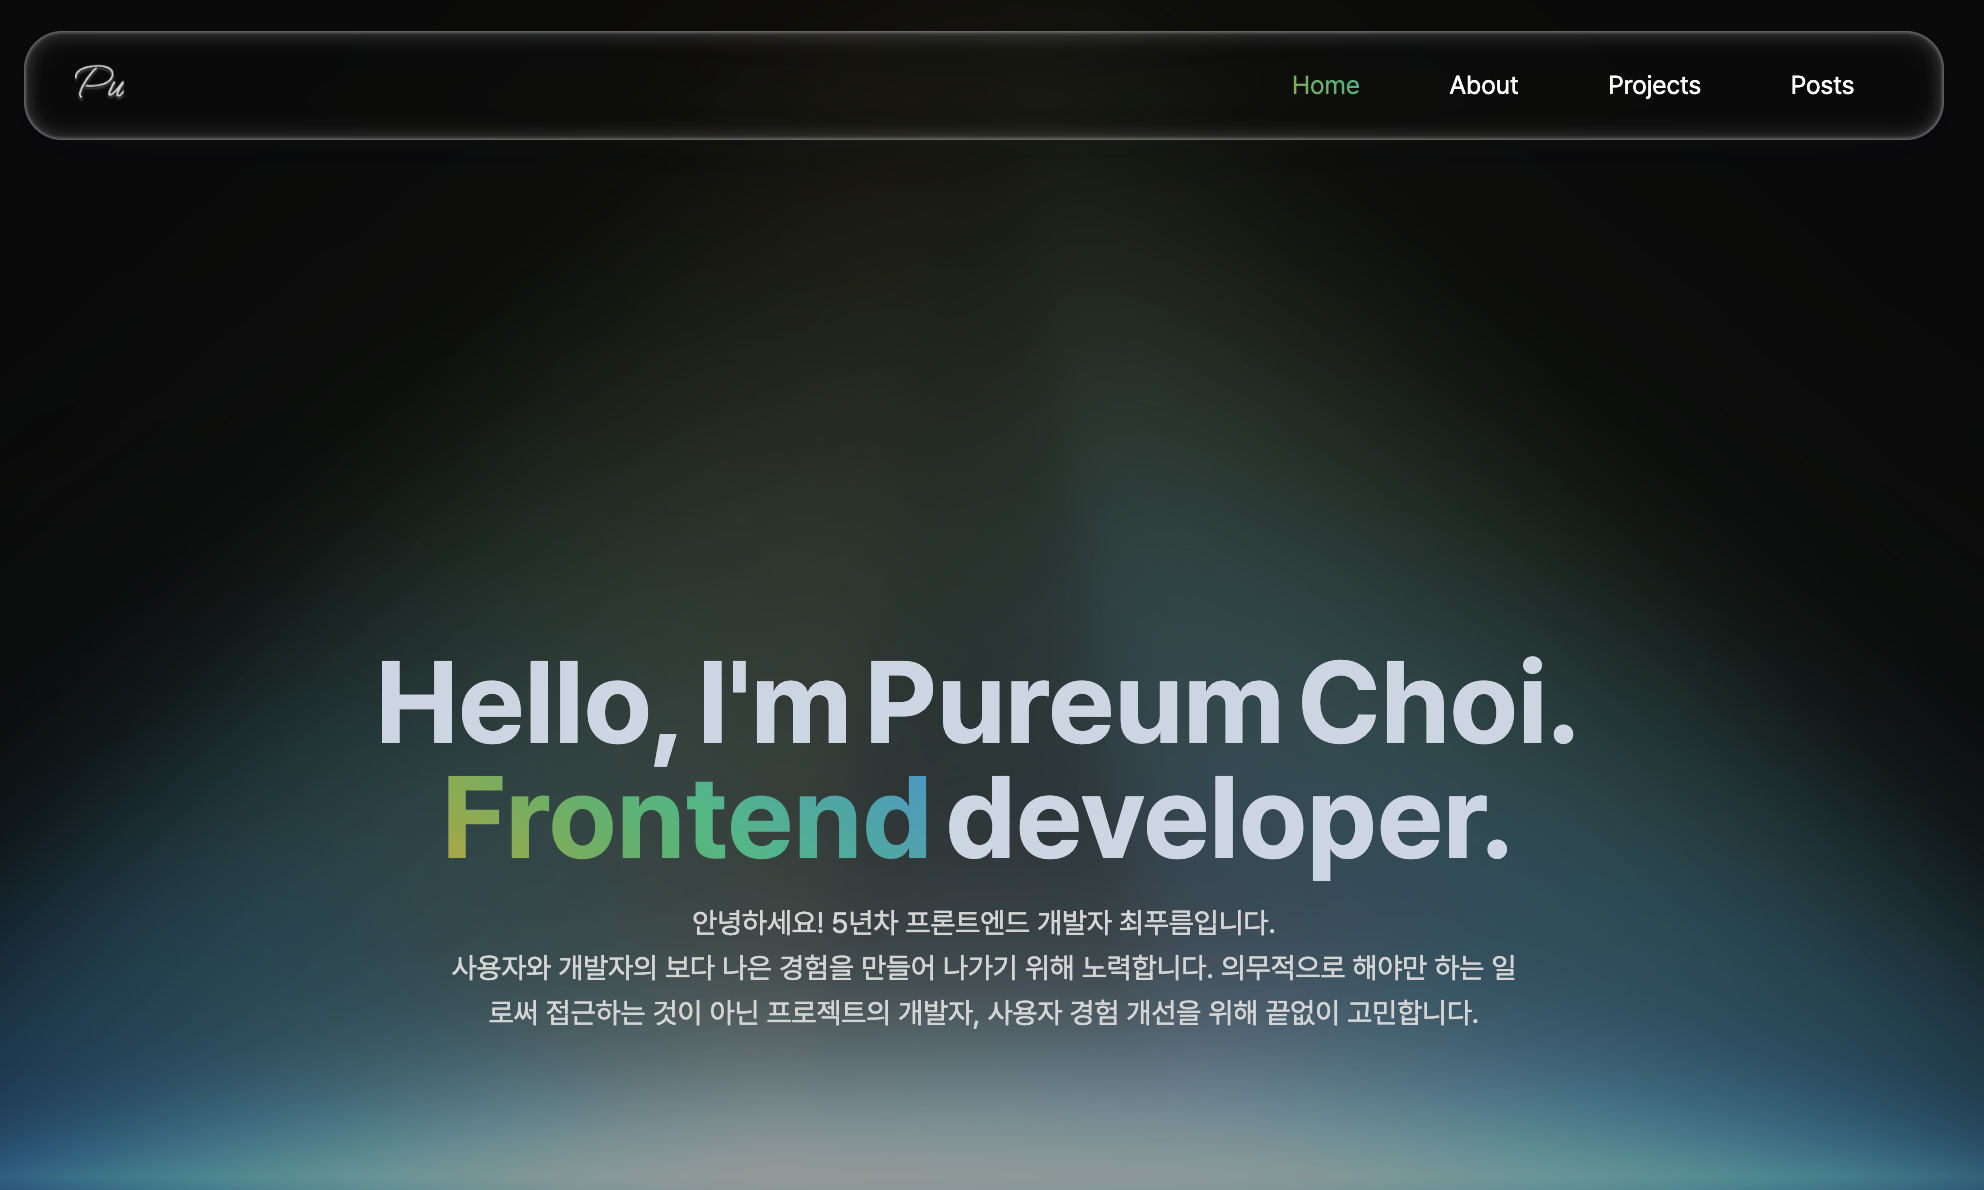 Pu
Home About Projects Posts
Hello, I'm Pureum Choi.
Frontend developer.
안녕하세요! 5년차 프론트엔드 개발자 최푸름입니다.
사용자와 개발자의 보다 나은 경험을 만들어 나가기 위해 노력합니다. 의무적으로 해야만 하는 일
로써 접근하는 것이 아닌 프로젝트의 개발자, 사용자 경험 개선을 위해 끝없이 고민합니다.